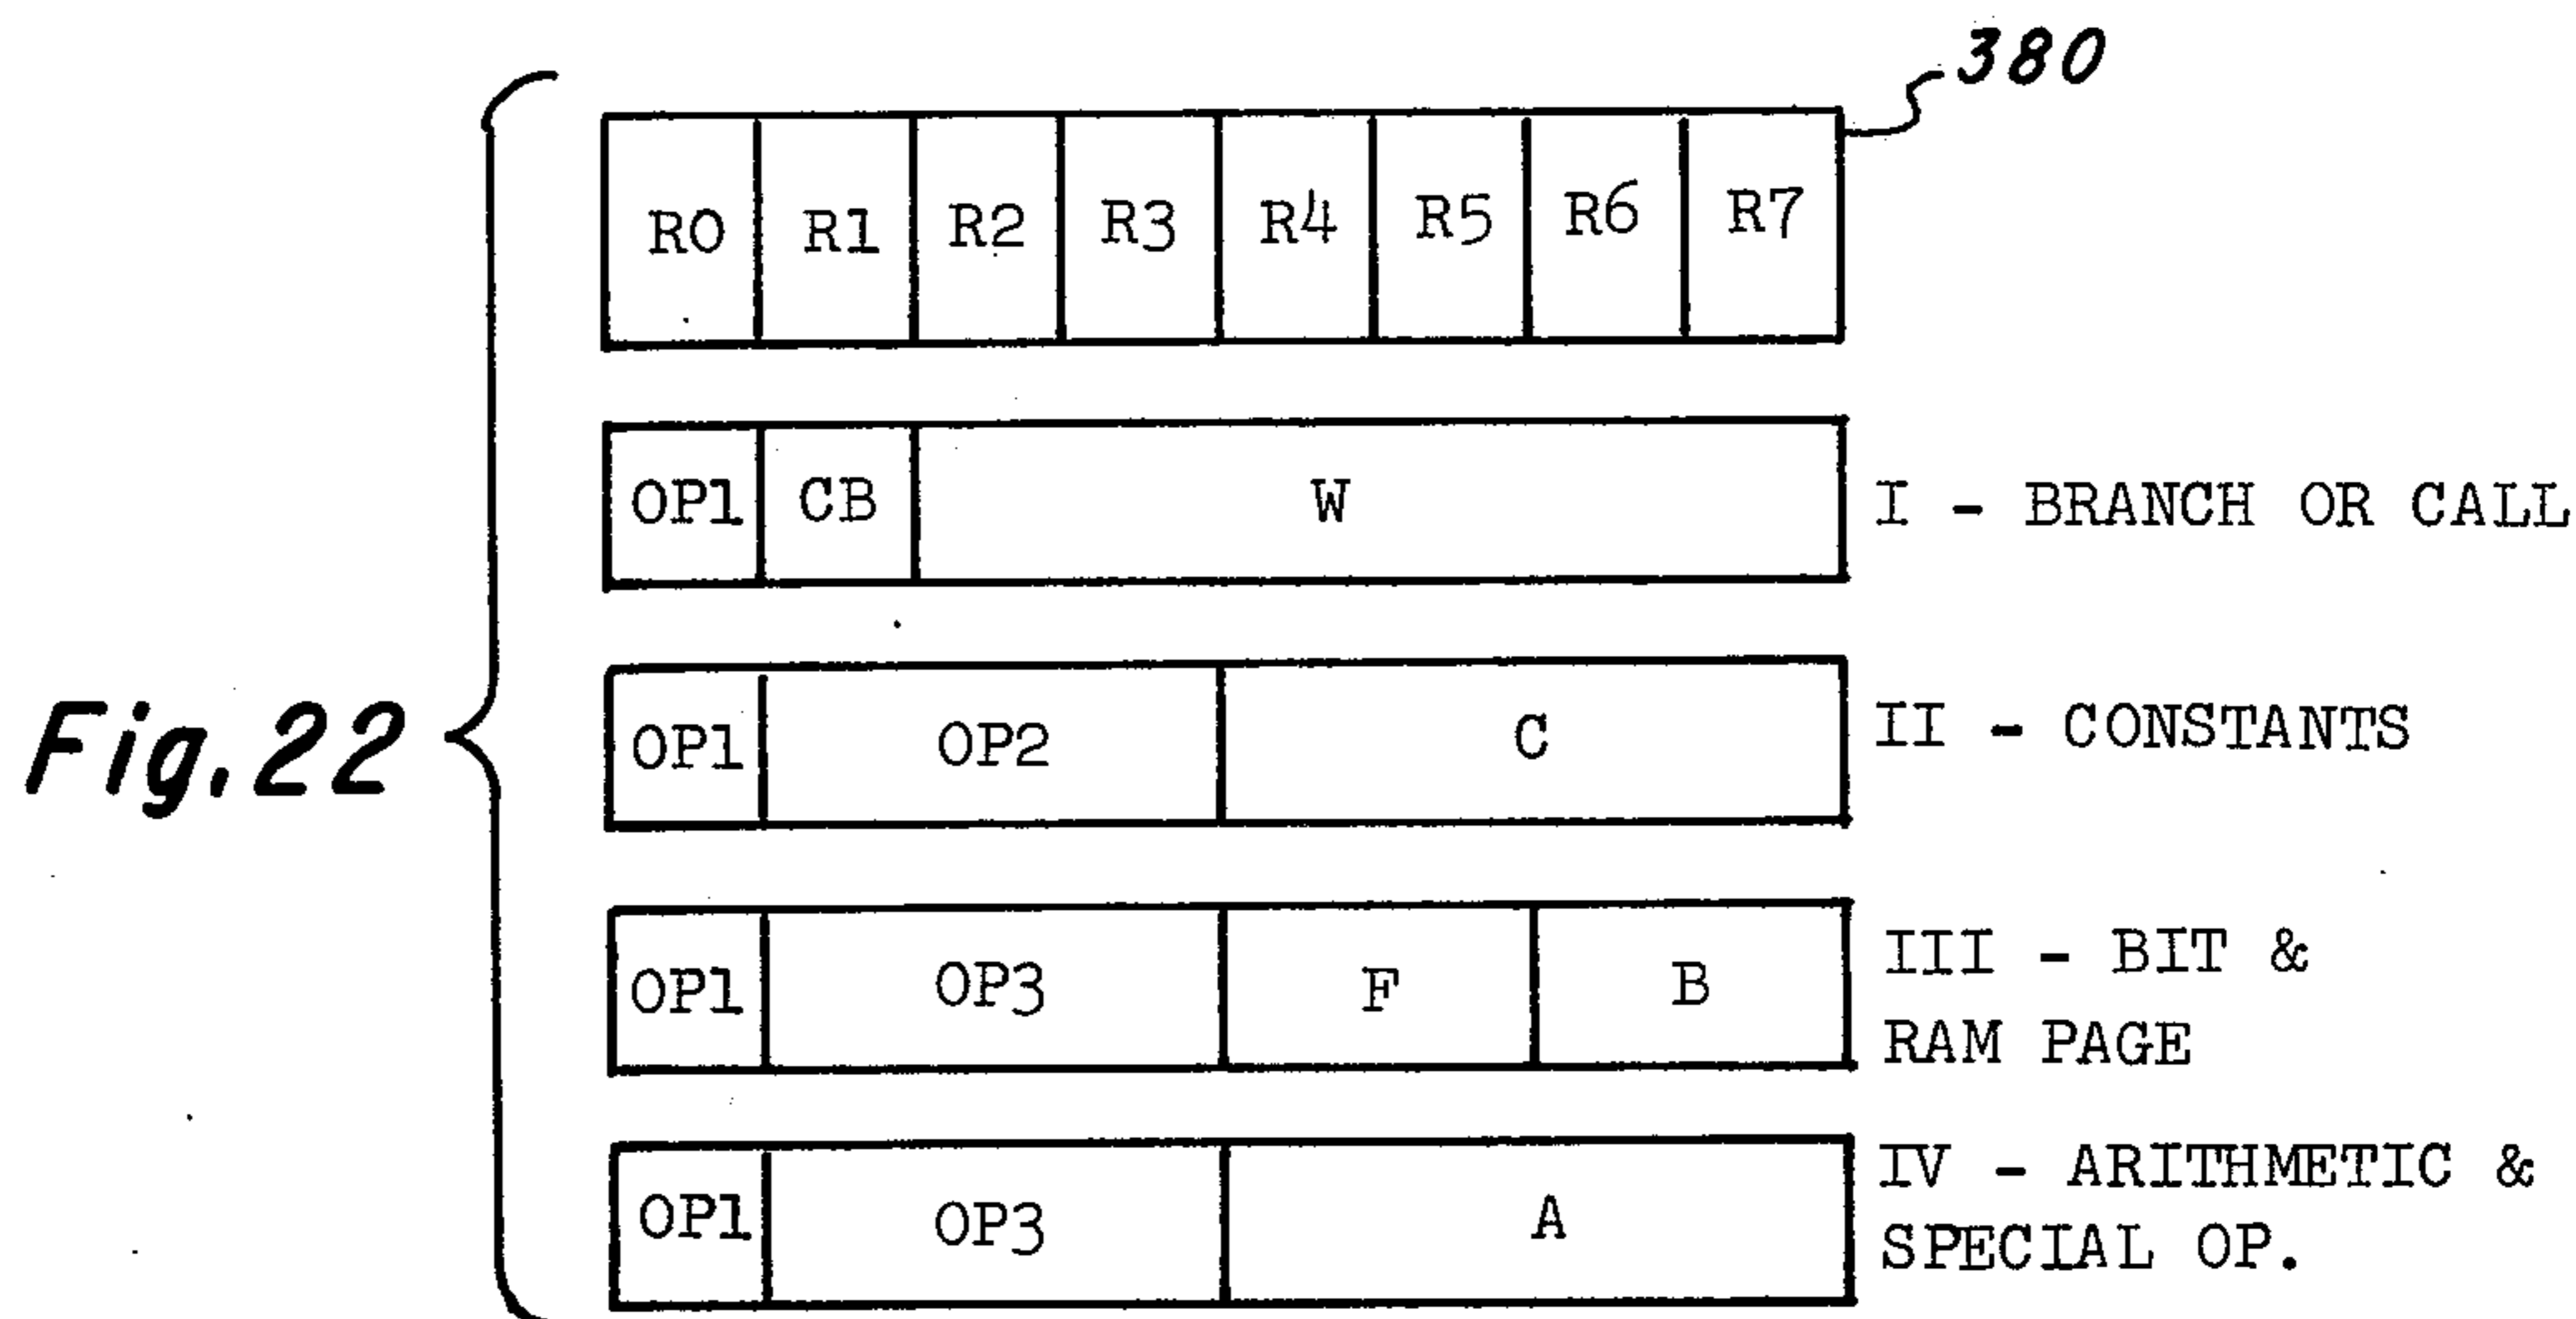 380
R0 R1 R2 R3 R4 R5 R6 R7
OP1 CB W I - BRANCH OR CALL
Fig.22
OP1 OP2 C II - CONSTANTS
OP1 OP3 F B III - BIT &
RAM PAGE
OP1 OP3 A IV - ARITHMETIC &
SPECIAL OP.